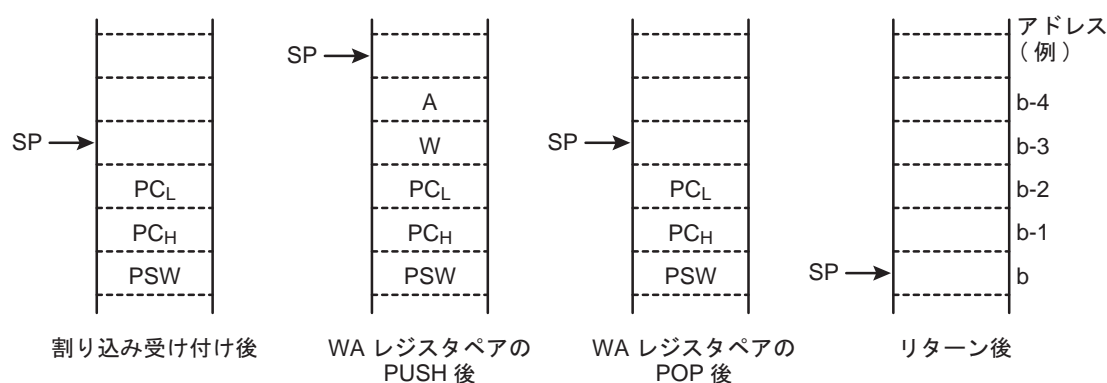 アドレス
( 例 )
SP
A
b-4
SP
W
SP
b-3
PCL
PCL
PCL
b-2
PCH
PCH
PCH
b-1
PSW
PSW
PSW
SP
b
割り込み受け付け後
WA レジスタペアの
PUSH 後
WA レジスタペアの
POP 後
リターン後